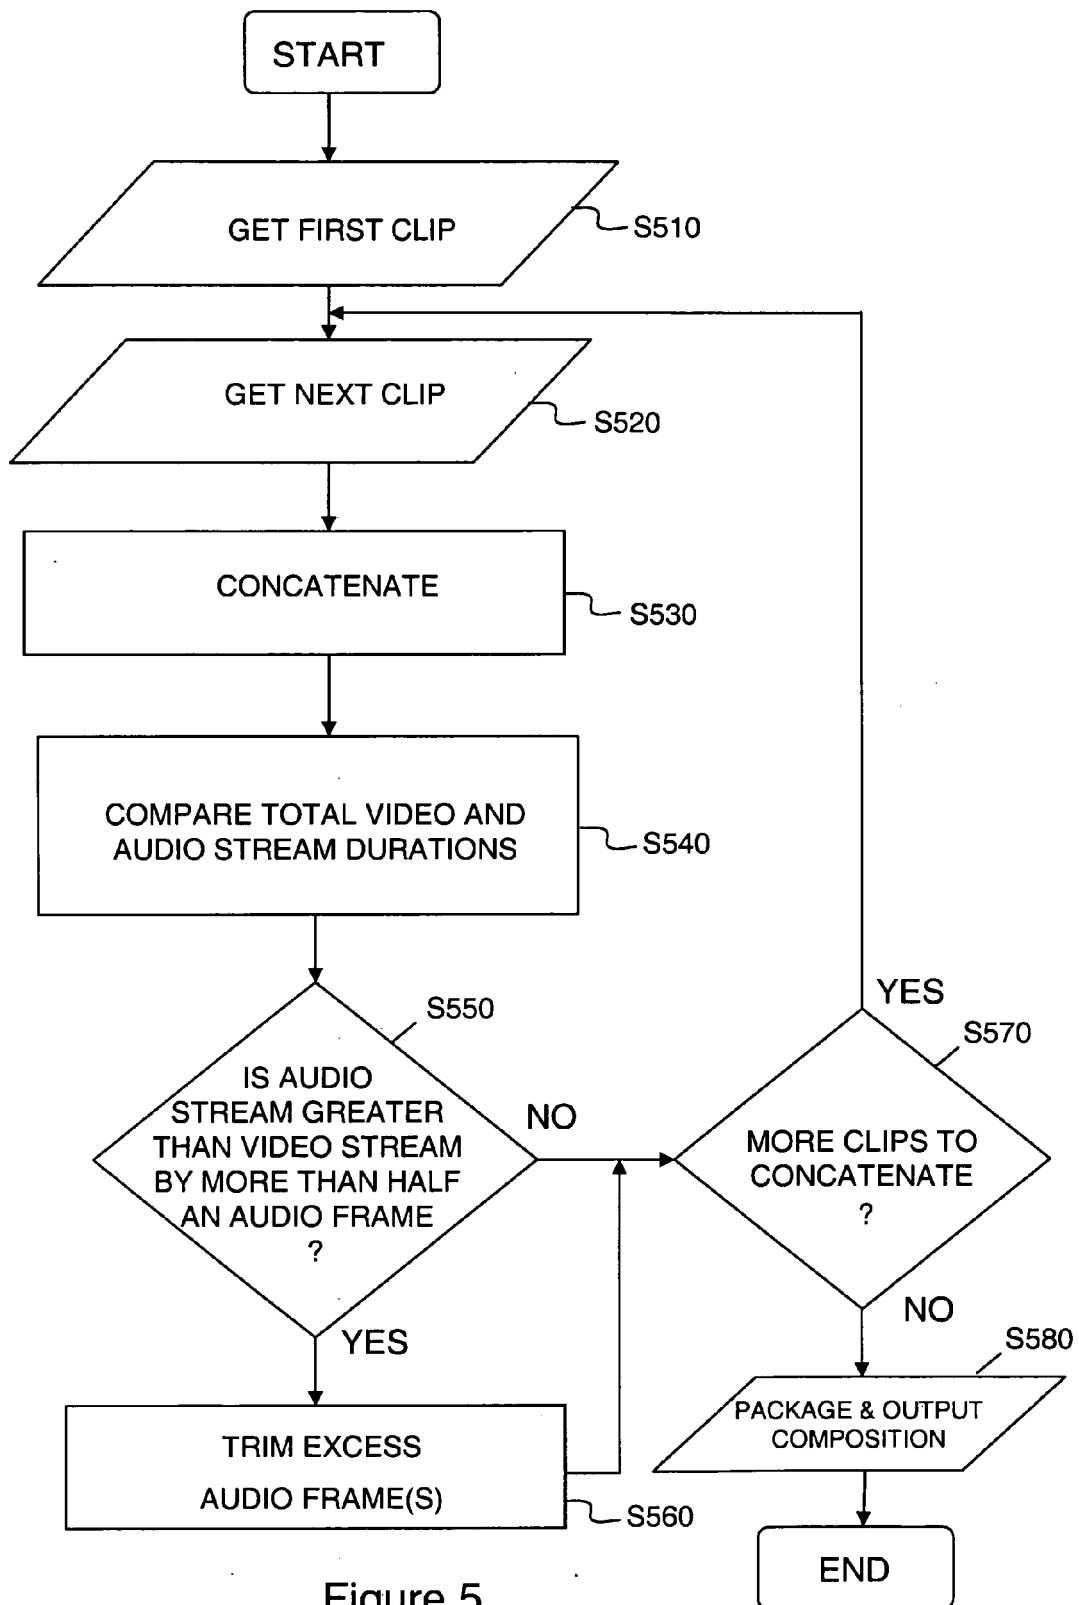 START
GET FIRST CLIP
S510
GET NEXT CLIP
S520
CONCATENATE
S530
COMPARE TOTAL VIDEO AND
AUDIO STREAM DURATIONS
S540
S550
IS AUDIO
STREAM GREATER
THAN VIDEO STREAM
BY MORE THAN HALF
AN AUDIO FRAME
?
NO
YES
TRIM EXCESS
AUDIO FRAME(S)
S560
YES
S570
MORE CLIPS TO
CONCATENATE
?
NO
S580
PACKAGE & OUTPUT
COMPOSITION
END
Figure 5